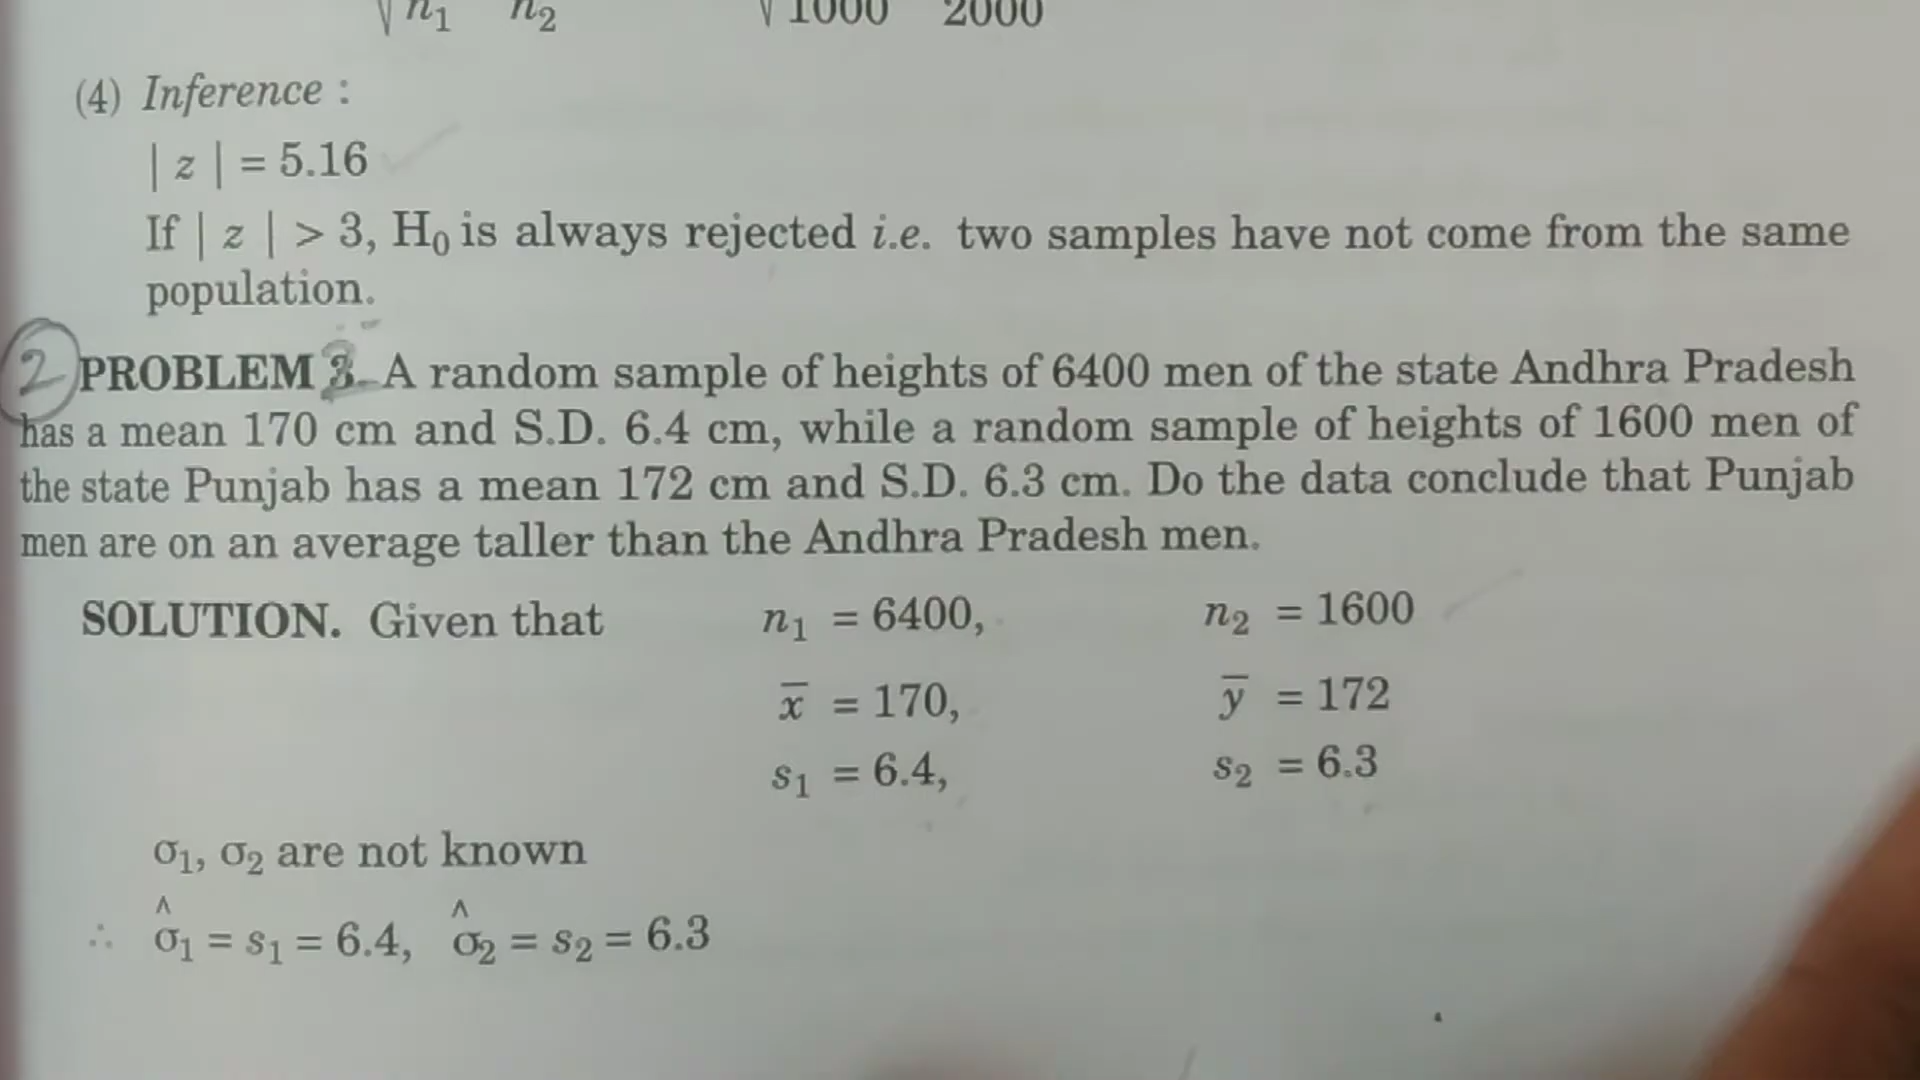 √ n₁ n₂ √ 1000 2000
(4) Inference :
| z | = 5.16
If | z | > 3, H₀ is always rejected i.e. two samples have not come from the same
population.
2 PROBLEM 3. A random sample of heights of 6400 men of the state Andhra Pradesh
has a mean 170 cm and S.D. 6.4 cm, while a random sample of heights of 1600 men of
the state Punjab has a mean 172 cm and S.D. 6.3 cm. Do the data conclude that Punjab
men are on an average taller than the Andhra Pradesh men.
SOLUTION. Given that n₁ = 6400, n₂ = 1600
x̄ = 170, ȳ = 172
s₁ = 6.4, s₂ = 6.3
σ₁, σ₂ are not known
∴ σ̂₁ = s₁ = 6.4, σ̂₂ = s₂ = 6.3